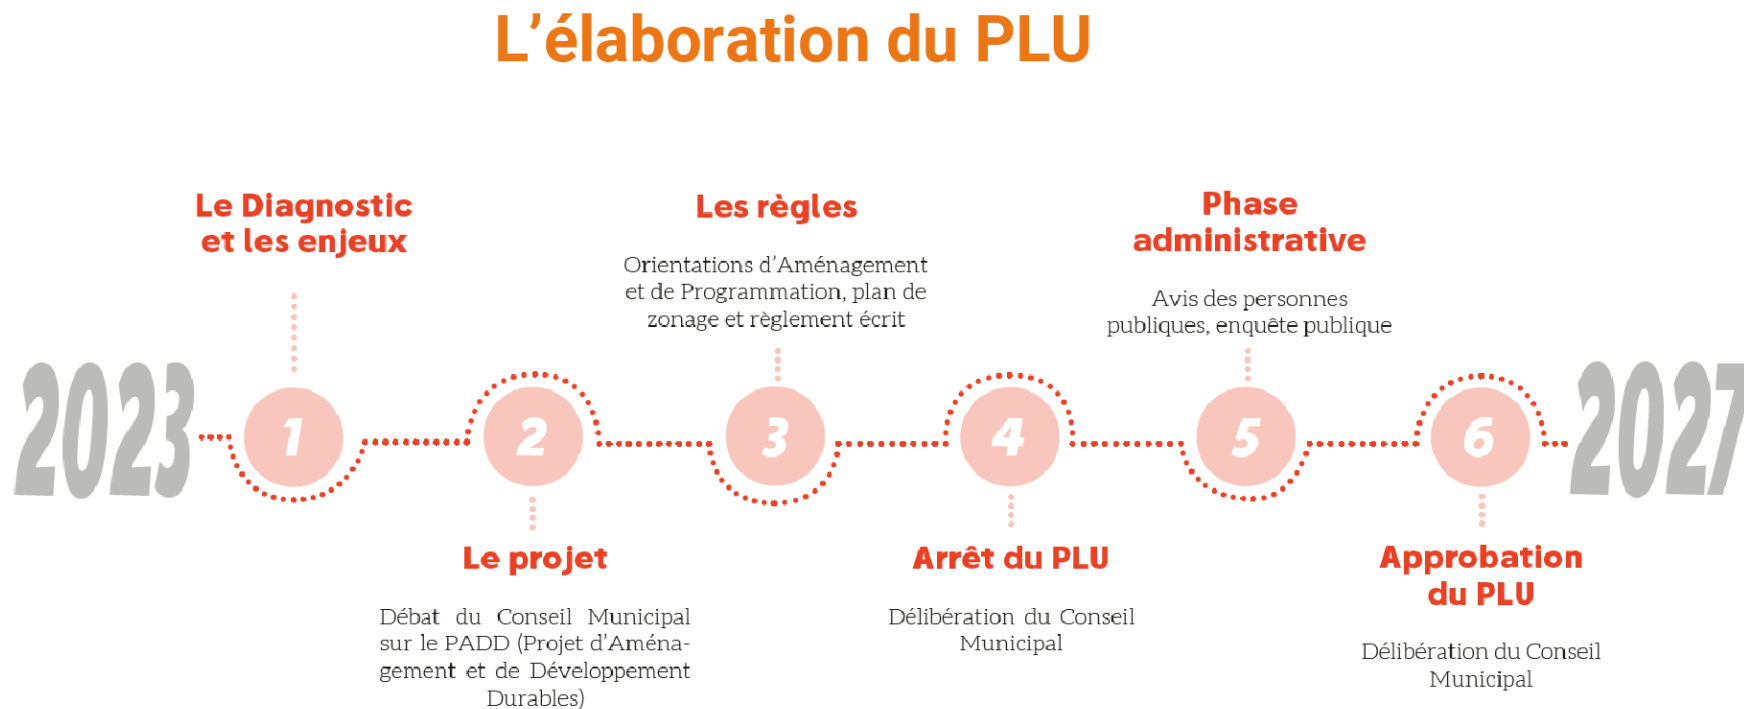 L’élaboration du PLU
2023
1
Le Diagnostic
et les enjeux
2
Le projet
Débat du Conseil Municipal
sur le PADD (Projet d’Aména-
gement et de Développement
Durables)
3
Les règles
Orientations d’Aménagement
et de Programmation, plan de
zonage et règlement écrit
4
Arrêt du PLU
Délibération du Conseil
Municipal
5
Phase
administrative
Avis des personnes
publiques, enquête publique
6
Approbation
du PLU
Délibération du Conseil
Municipal
2027